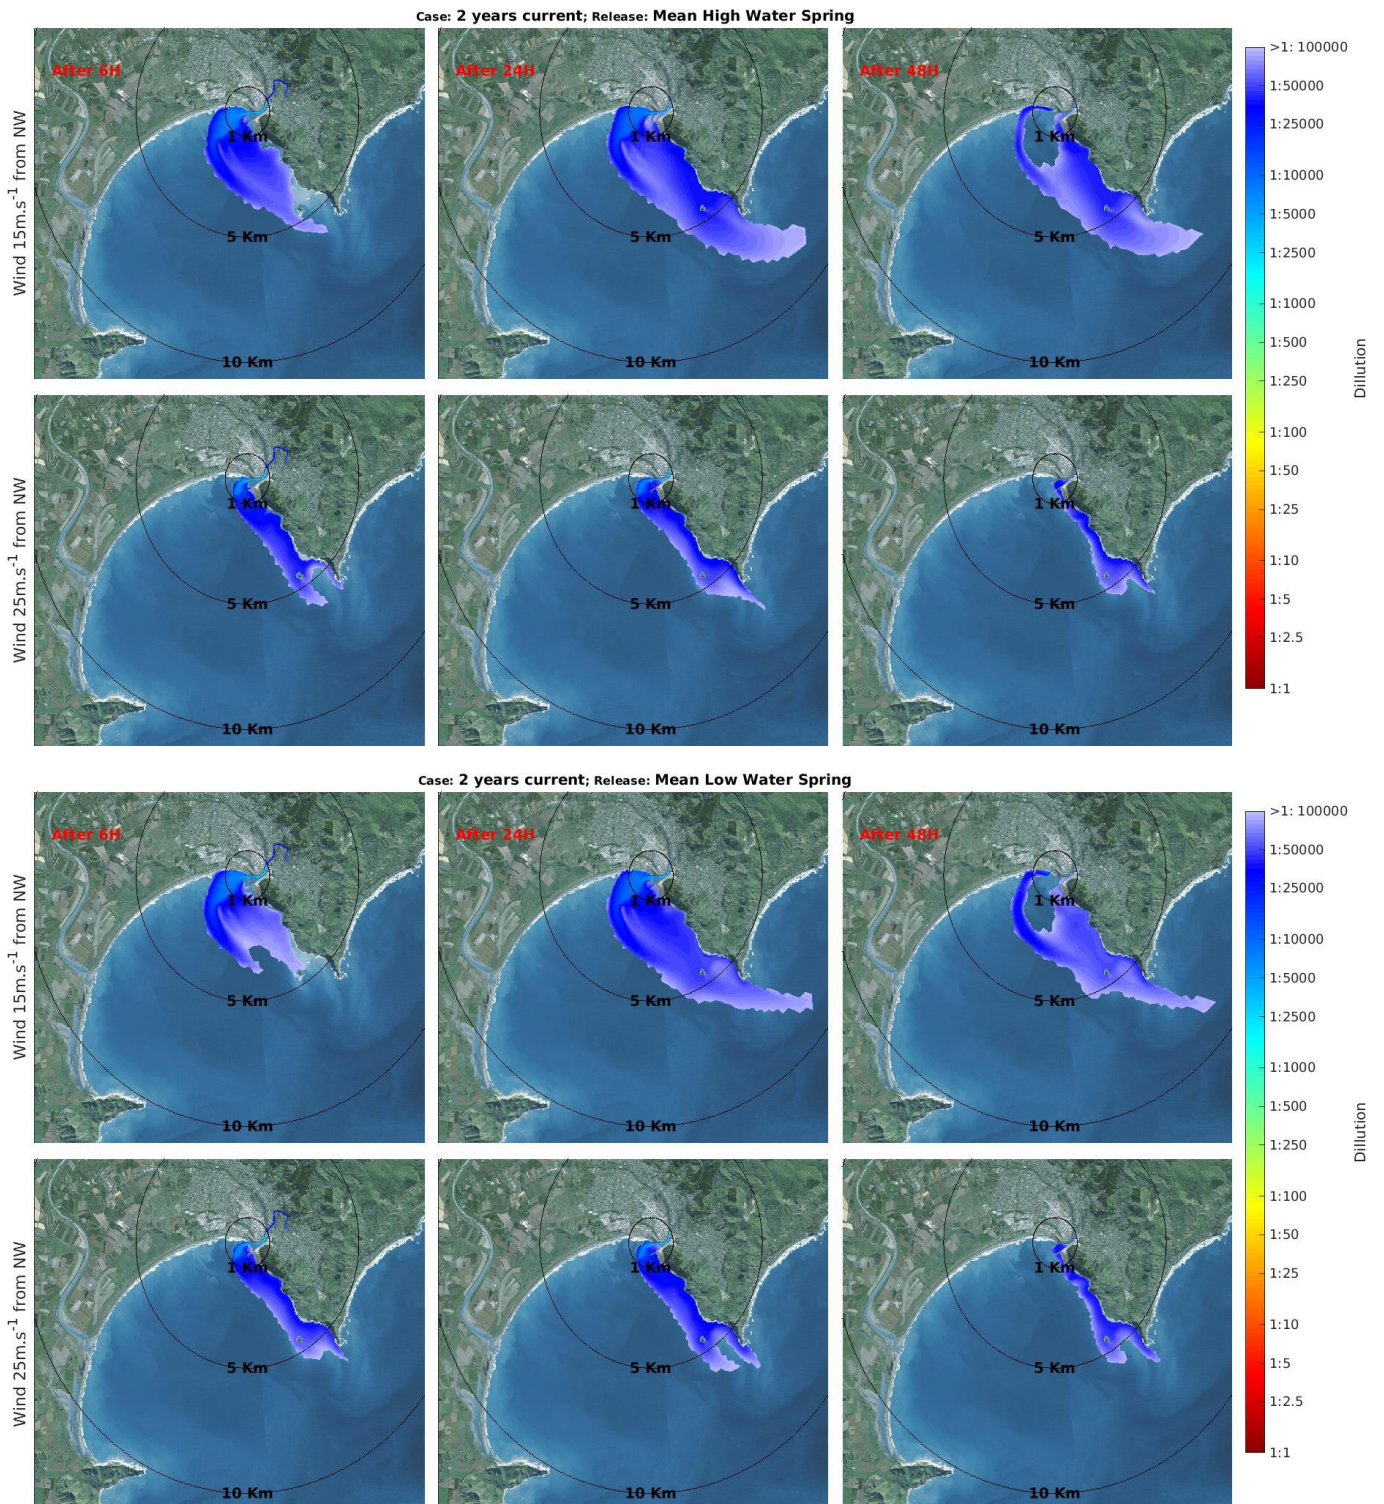 Case: 2 years current; Release: Mean High Water Spring
Wind 15m.s-1 from NW
After 6H
1 Km
5 Km
10 Km
After 24H
1 Km
5 Km
10 Km
After 48H
1 Km
5 Km
10 Km
Wind 25m.s-1 from NW
1 Km
5 Km
10 Km
1 Km
5 Km
10 Km
1 Km
5 Km
10 Km
>1: 100000
1:50000
1:25000
1:10000
1:5000
1:2500
1:1000
1:500
1:250
1:100
1:50
1:25
1:10
1:5
1:2.5
1:1
Dillution
Case: 2 years current; Release: Mean Low Water Spring
Wind 15m.s-1 from NW
After 6H
1 Km
5 Km
10 Km
After 24H
1 Km
5 Km
10 Km
After 48H
1 Km
5 Km
10 Km
Wind 25m.s-1 from NW
1 Km
5 Km
10 Km
1 Km
5 Km
10 Km
1 Km
5 Km
10 Km
>1: 100000
1:50000
1:25000
1:10000
1:5000
1:2500
1:1000
1:500
1:250
1:100
1:50
1:25
1:10
1:5
1:2.5
1:1
Dillution